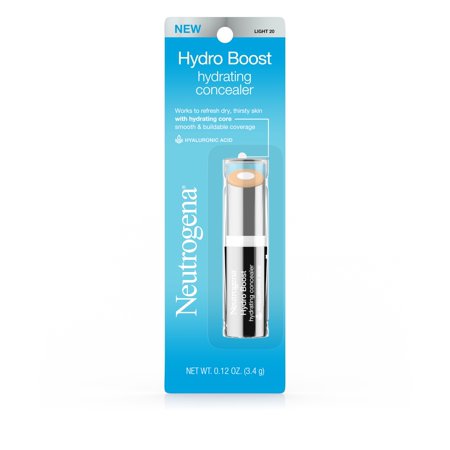 NEW
LIGHT 20
Hydro Boost
hydrating
concealer
Works to refresh dry, thirsty skin
with hydrating core
smooth & buildable coverage
HYALURONIC ACID
Neutrogena®
Neutrogena
Hydro Boost
hydrating concealer
NET WT. 0.12 OZ. (3.4 g)